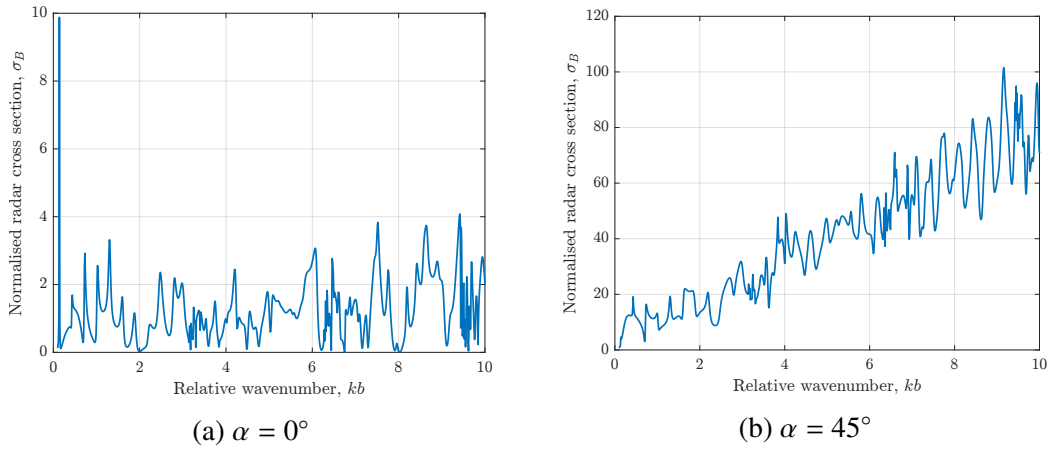 10
8
6
4
2
0
0 2 4 6 8 10
Normalised radar cross section, σ_B
Relative wavenumber, kb
(a) α = 0°
120
100
80
60
40
20
0
0 2 4 6 8 10
Normalised radar cross section, σ_B
Relative wavenumber, kb
(b) α = 45°